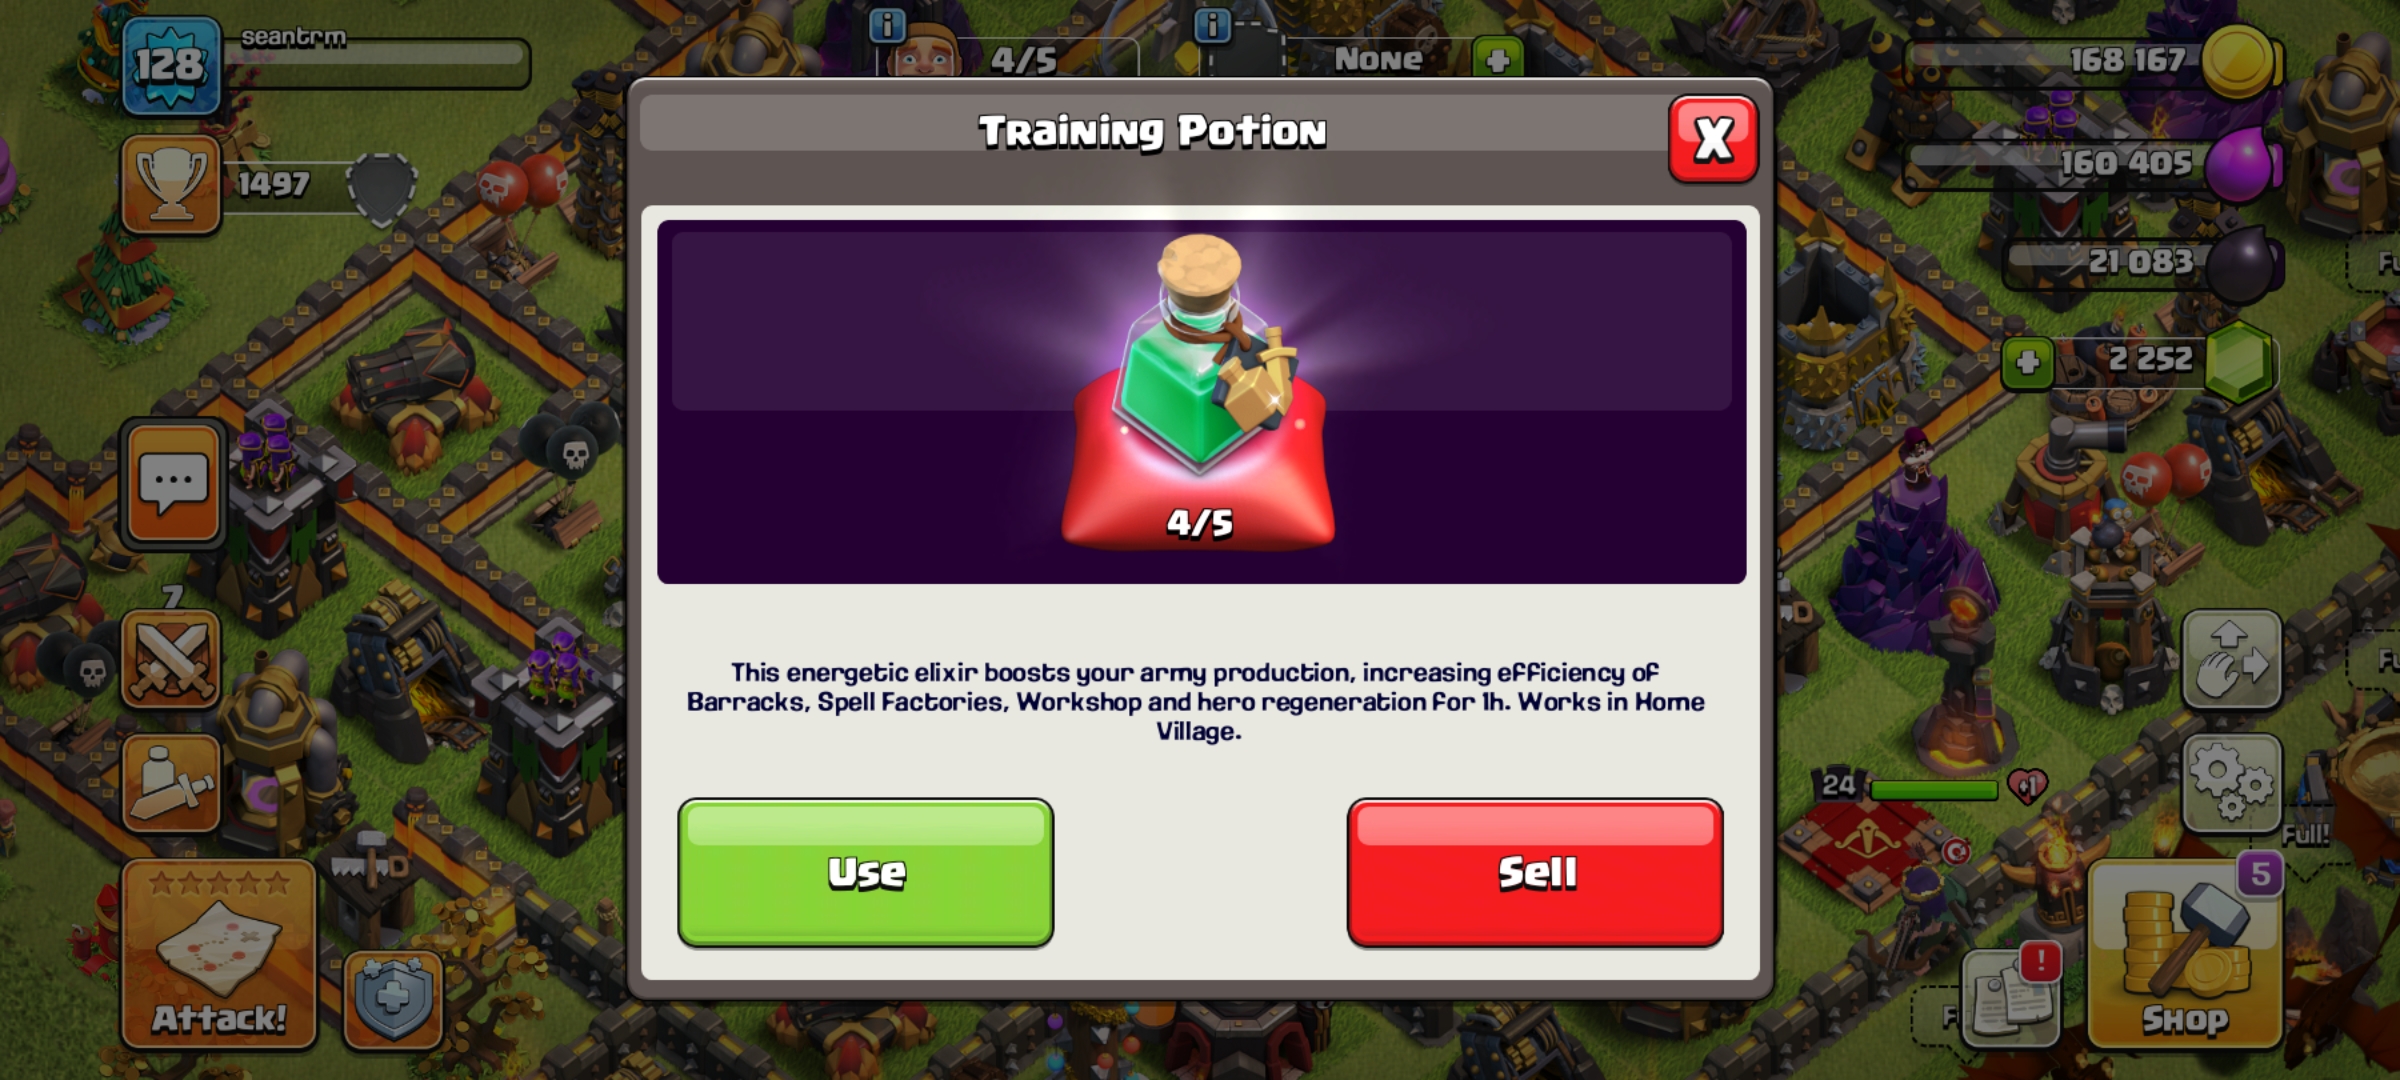 128
seantrm
4/5
None
168 167
Training Potion
X
1497
160 405
21 083
2 252
4/5
7
This energetic elixir boosts your army production, increasing efficiency of
Barracks, Spell Factories, Workshop and hero regeneration for 1h. Works in Home
Village.
24
+1
Full!
Use
Sell
5
!
Attack!
Shop